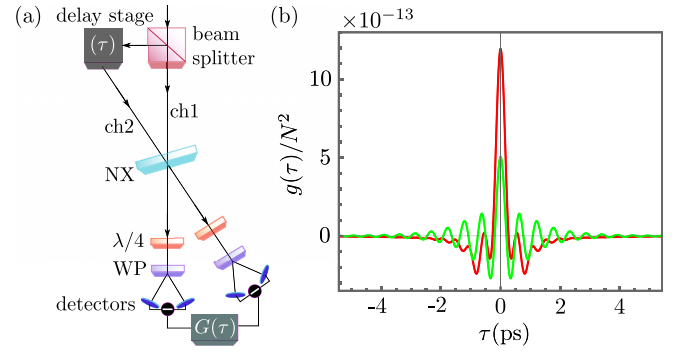 (a)
delay stage
(τ)
beam
splitter
ch1
ch2
NX
λ/4
WP
detectors
G(τ)
(b)
×10⁻¹³
10
5
0
g(τ)/N²
-4 -2 0 2 4
τ(ps)